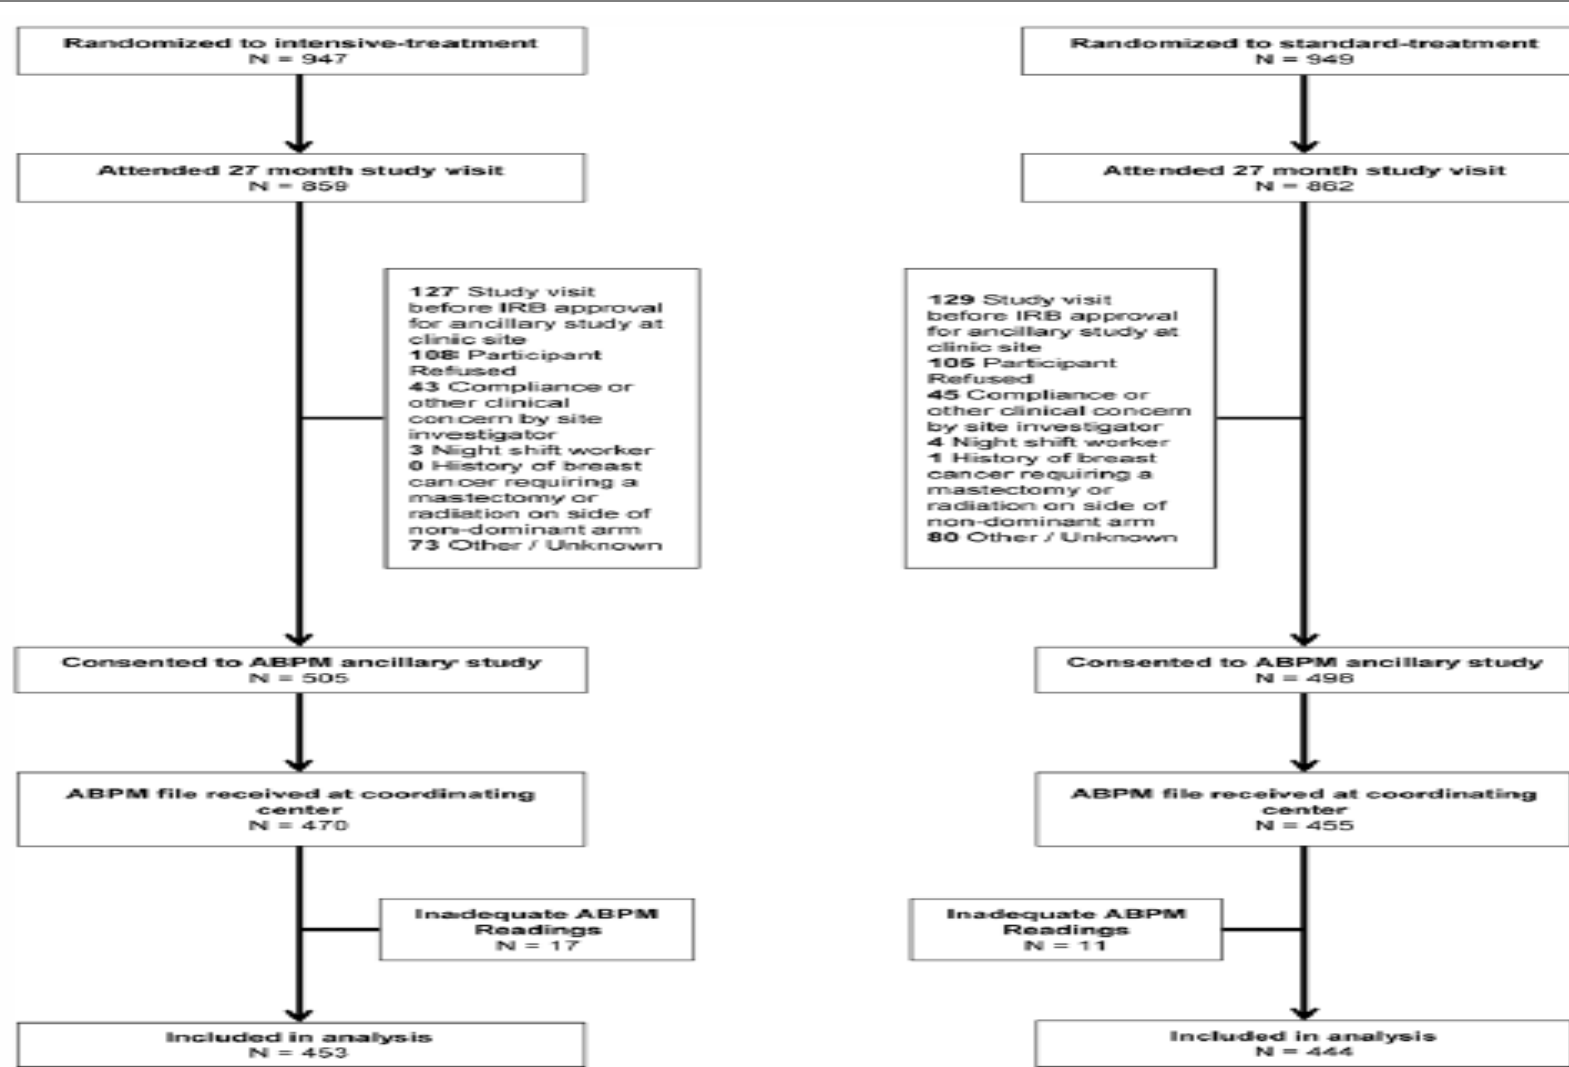 Randomized to intensive-treatment
N = 947
Attended 27 month study visit
N = 859
127 Study visit
before IRB approval
for ancillary study at
clinic site
108 Participant
Refused
43 Compliance or
other clinical
concern by site
investigator
3 Night shift worker
0 History of breast
cancer requiring a
mastectomy or
radiation on side of
non-dominant arm
73 Other / Unknown
Consented to ABPM ancillary study
N = 505
ABPM file received at coordinating
center
N = 470
Inadequate ABPM
Readings
N = 17
Included in analysis
N = 453
Randomized to standard-treatment
N = 949
Attended 27 month study visit
N = 862
129 Study visit
before IRB approval
for ancillary study at
clinic site
105 Participant
Refused
45 Compliance or
other clinical concern
by site investigator
4 Night shift worker
1 History of breast
cancer requiring a
mastectomy or
radiation on side of
non-dominant arm
80 Other / Unknown
Consented to ABPM ancillary study
N = 498
ABPM file received at coordinating
center
N = 455
Inadequate ABPM
Readings
N = 11
Included in analysis
N = 444